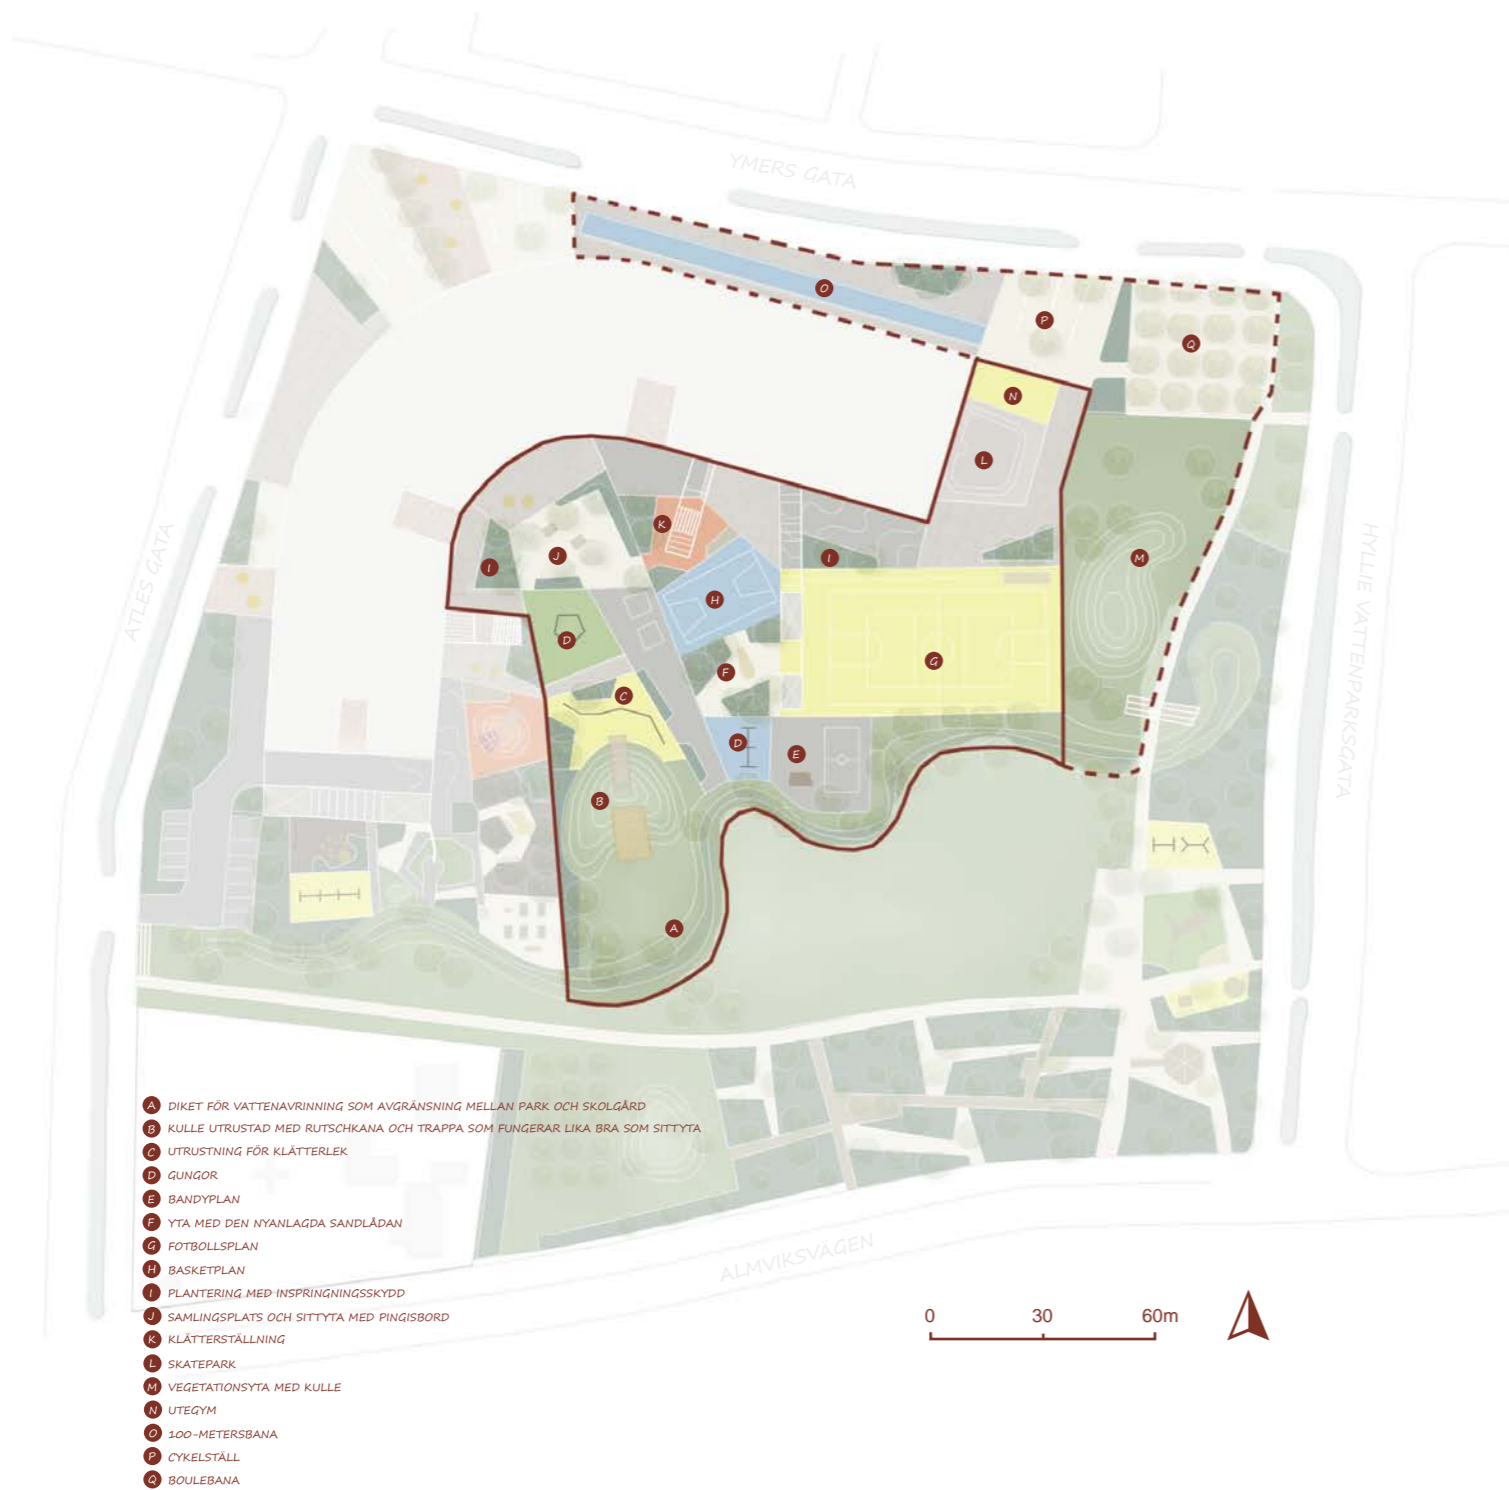 YMERS GATA
O
P
Q
N
L
K
J
I
I
M
H
D
G
F
C
D
E
B
A
ATLES GATA
HYLLIE VATTENPARKSGATA
ALMVIKSVÄGEN
A DIKET FÖR VATTENAVRINNING SOM AVGRÄNSNING MELLAN PARK OCH SKOLGÅRD
B KULLE UTRUSTAD MED RUTSCHKANA OCH TRAPPA SOM FUNGERAR LIKA BRA SOM SITTYTA
C UTRUSTNING FÖR KLÄTTERLEK
D GUNGOR
E BANDYPLAN
F YTA MED DEN NYANLAGDA SANDLÅDAN
G FOTBOLLSPLAN
H BASKETPLAN
I PLANTERING MED INSPRINGNINGSSKYDD
J SAMLINGSPLATS OCH SITTYTA MED PINGISBORD
K KLÄTTERSTÄLLNING
L SKATEPARK
M VEGETATIONSYTA MED KULLE
N UTEGYM
O 100-METERSBANA
P CYKELSTÄLL
Q BOULEBANA
0 30 60m